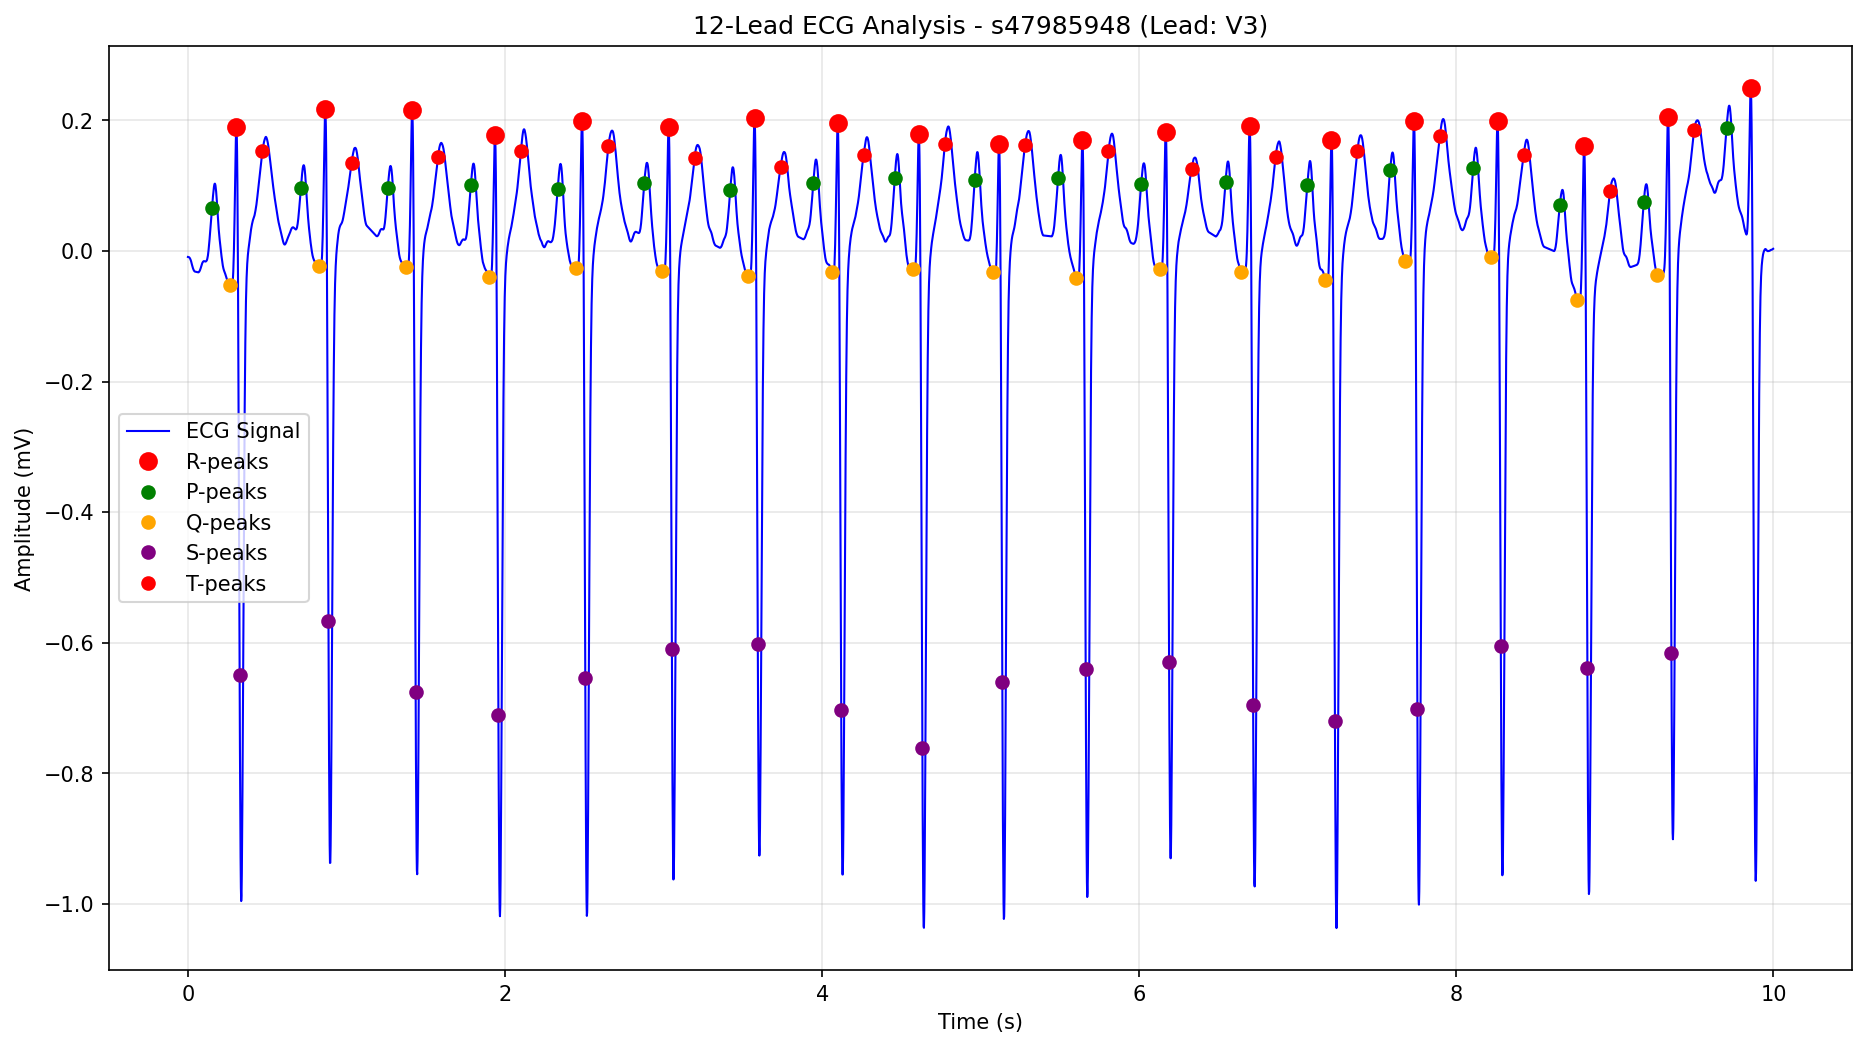 12-Lead ECG Analysis - s47985948 (Lead: V3)
Amplitude (mV)
0.2
0.0
−0.2
−0.4
−0.6
−0.8
−1.0
ECG Signal
R-peaks
P-peaks
Q-peaks
S-peaks
T-peaks
0 2 4 6 8 10
Time (s)